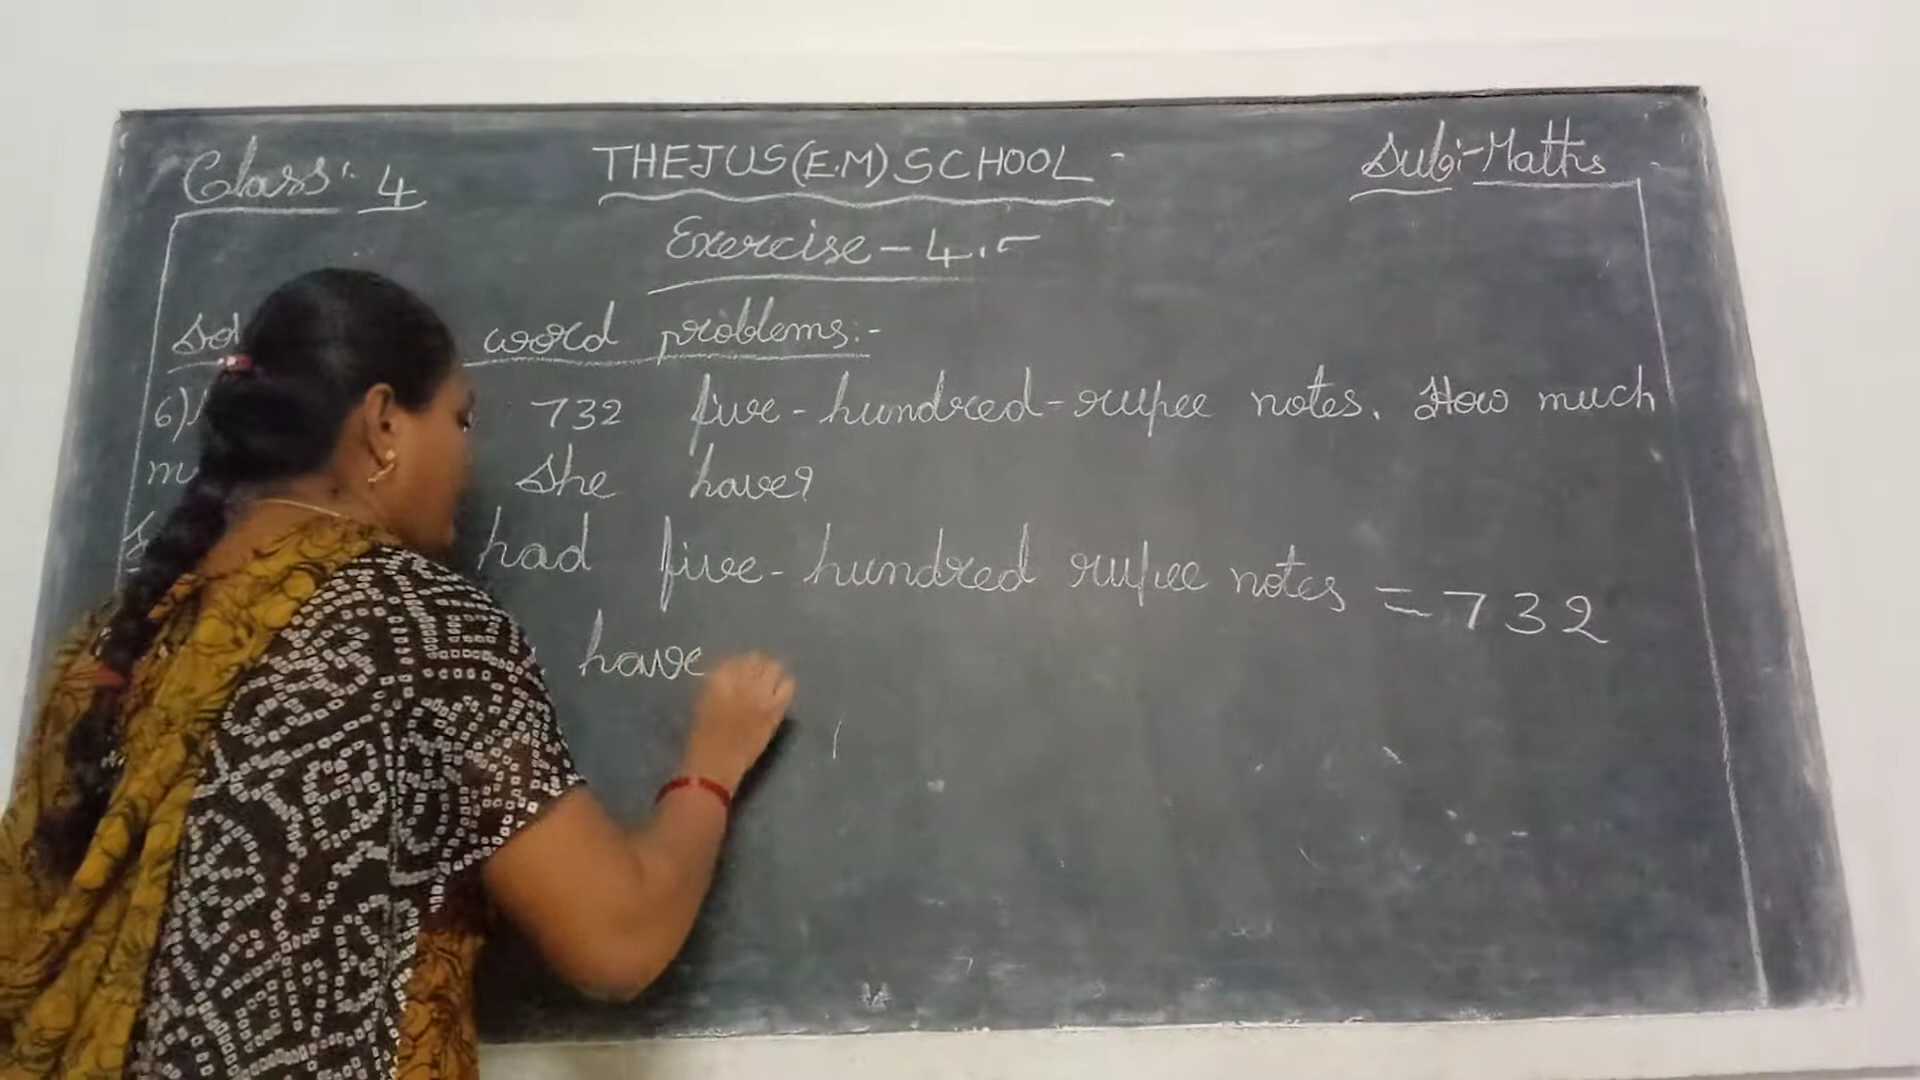 Class:- 4 THEJUS(E.M) SCHOOL - Sub:-Maths
Exercise - 4.5
word problems:-
6) 732 five-hundred-rupee notes. How much
she have?
had five-hundred rupee notes = 732
have